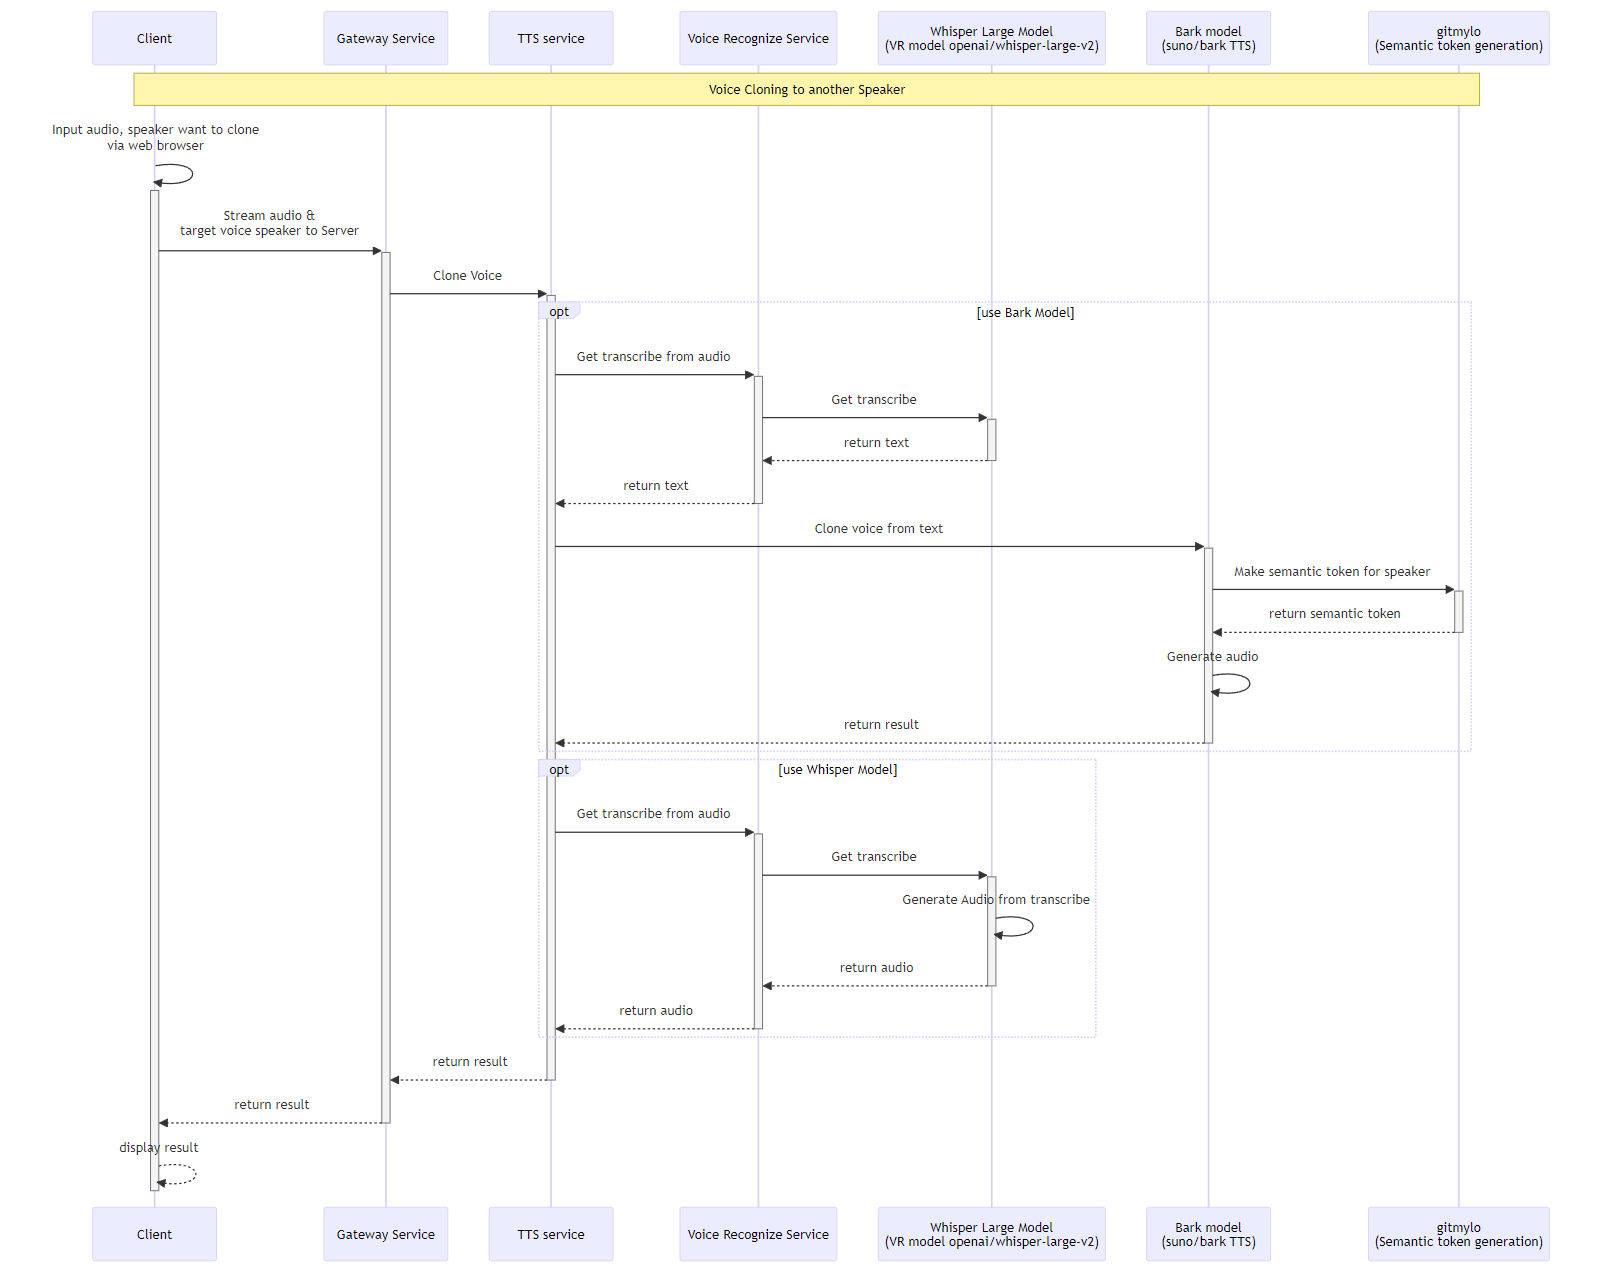 Client
Gateway Service
TTS service
Voice Recognize Service
Whisper Large Model
(VR model openai/whisper-large-v2)
Bark model
(suno/bark TTS)
gitmylo
(Semantic token generation)
Voice Cloning to another Speaker
Input audio, speaker want to clone
via web browser
Stream audio &
target voice speaker to Server
Clone Voice
opt
[use Bark Model]
Get transcribe from audio
Get transcribe
return text
return text
Clone voice from text
Make semantic token for speaker
return semantic token
Generate audio
return result
opt
[use Whisper Model]
Get transcribe from audio
Get transcribe
Generate Audio from transcribe
return audio
return audio
return result
return result
display result
Client
Gateway Service
TTS service
Voice Recognize Service
Whisper Large Model
(VR model openai/whisper-large-v2)
Bark model
(suno/bark TTS)
gitmylo
(Semantic token generation)